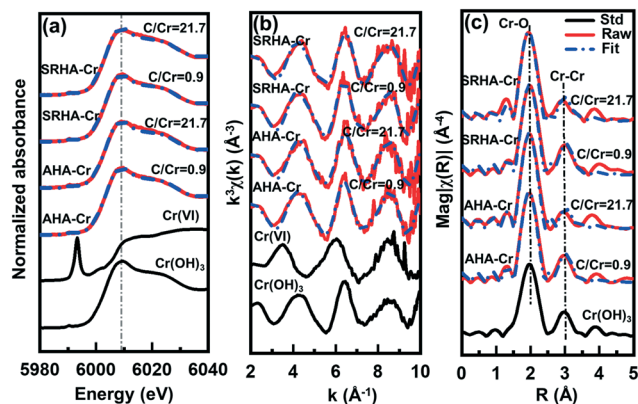 (a)
C/Cr=21.7
SRHA-Cr
C/Cr=0.9
SRHA-Cr
C/Cr=21.7
AHA-Cr
C/Cr=0.9
AHA-Cr
Cr(VI)
Cr(OH)3
Normalized absorbance
5980 6000 6020 6040
Energy (eV)
(b)
C/Cr=21.7
SRHA-Cr
C/Cr=0.9
SRHA-Cr
C/Cr=21.7
AHA-Cr
C/Cr=0.9
AHA-Cr
Cr(VI)
Cr(OH)3
k3χ(k) (Å-3)
2 4 6 8 10
k (Å-1)
(c)
Cr-O
Std
Raw
Fit
Cr-Cr
SRHA-Cr
C/Cr=21.7
SRHA-Cr
C/Cr=0.9
AHA-Cr
C/Cr=21.7
AHA-Cr
C/Cr=0.9
Cr(OH)3
Mag|χ(R)| (Å-4)
0 1 2 3 4 5
R (Å)